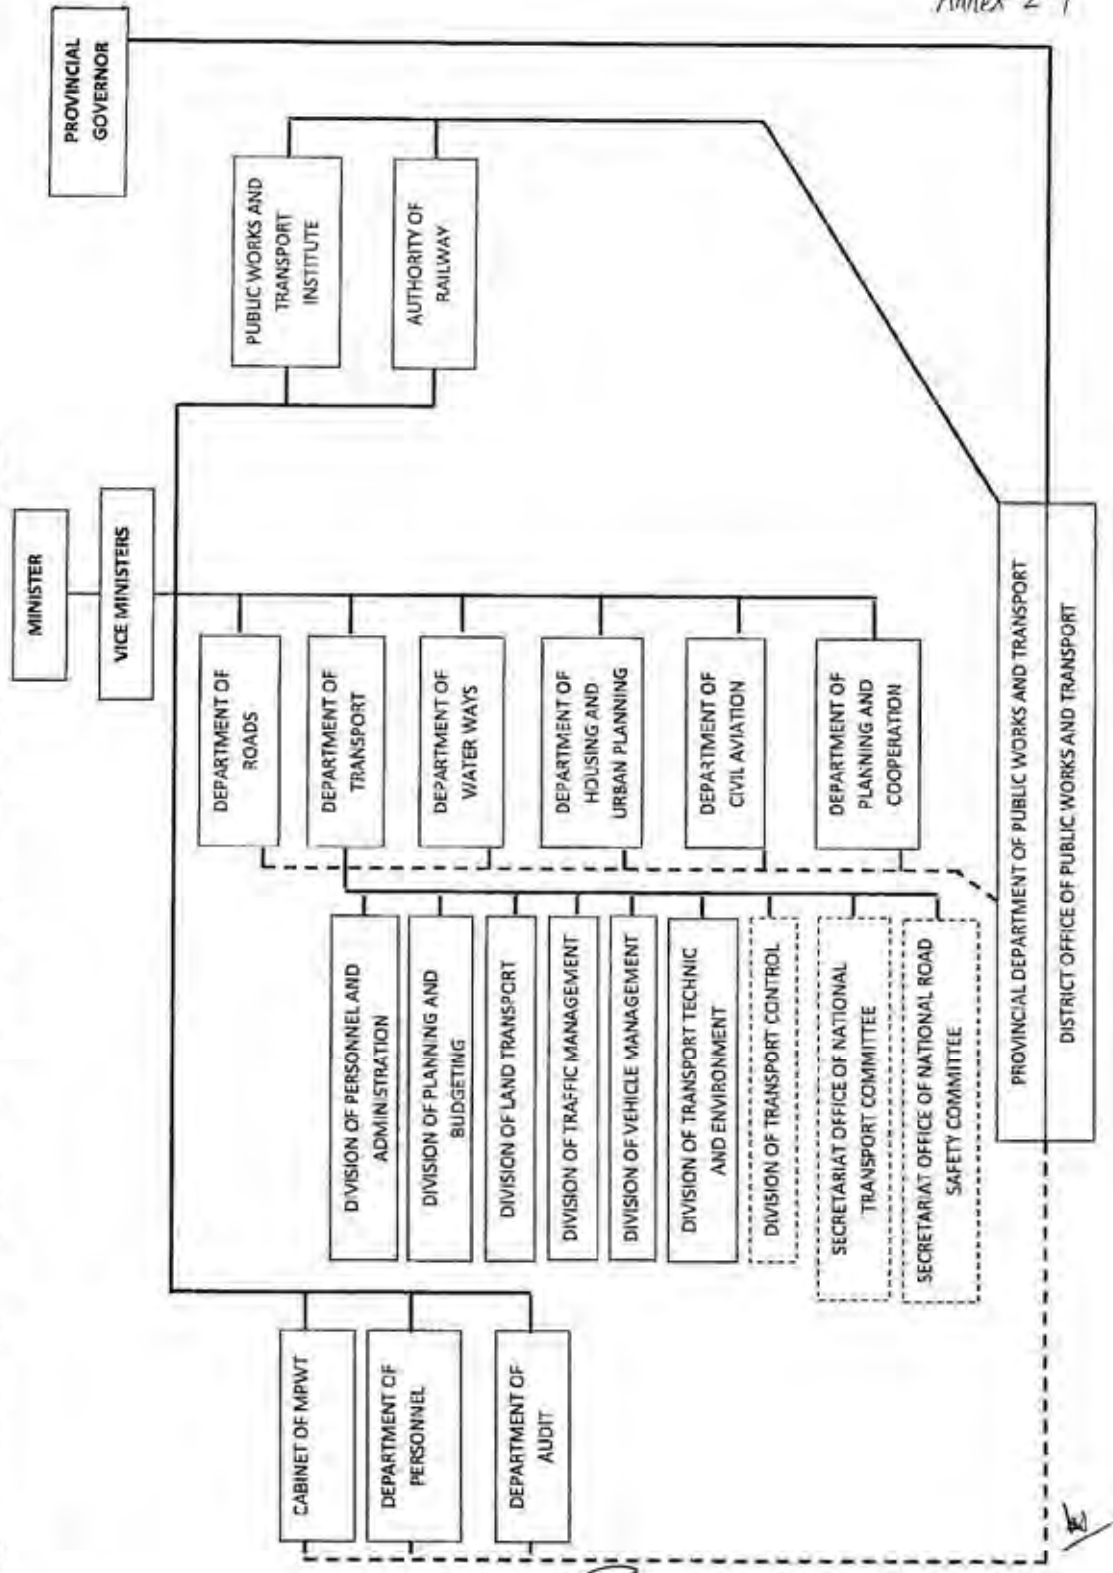 Annex 2-1
MINISTER
VICE MINISTERS
PROVINCIAL
GOVERNOR
CABINET OF MPWT
DEPARTMENT OF
PERSONNEL
DEPARTMENT OF
AUDIT
DEPARTMENT OF
ROADS
DEPARTMENT OF
TRANSPORT
DEPARTMENT OF
WATER WAYS
DEPARTMENT OF
HOUSING AND
URBAN PLANNING
DEPARTMENT OF
CIVIL AVIATION
DEPARTMENT OF
PLANNING AND
COOPERATION
PUBLIC WORKS AND
TRANSPORT
INSTITUTE
AUTHORITY OF
RAILWAY
DIVISION OF PERSONNEL AND
ADMINISTRATION
DIVISION OF PLANNING AND
BUDGETING
DIVISION OF LAND TRANSPORT
DIVISION OF TRAFFIC MANAGEMENT
DIVISION OF VEHICLE MANAGEMENT
DIVISION OF TRANSPORT TECHNIC
AND ENVIRONMENT
DIVISION OF TRANSPORT CONTROL
SECRETARIAT OFFICE OF NATIONAL
TRANSPORT COMMITTEE
SECRETARIAT OFFICE OF NATIONAL ROAD
SAFETY COMMITTEE
PROVINCIAL DEPARTMENT OF PUBLIC WORKS AND TRANSPORT
DISTRICT OFFICE OF PUBLIC WORKS AND TRANSPORT